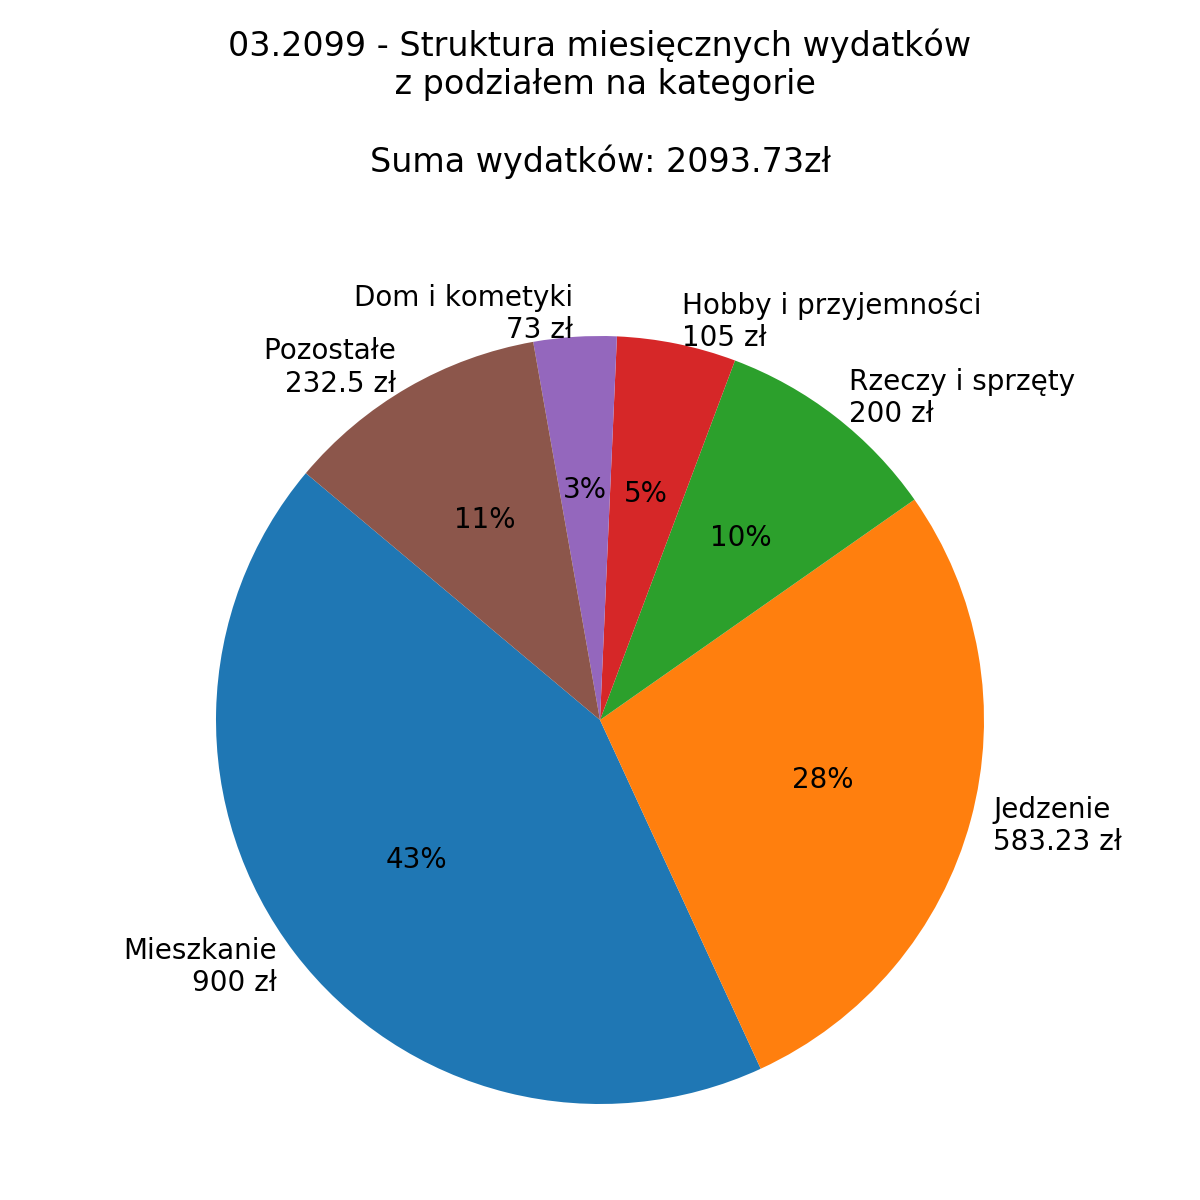 03.2099 - Struktura miesięcznych wydatków
z podziałem na kategorie
Suma wydatków: 2093.73zł
Dom i kometyki
73 zł
Hobby i przyjemności
105 zł
Pozostałe
232.5 zł
Rzeczy i sprzęty
200 zł
3%
5%
11%
10%
28%
Jedzenie
583.23 zł
43%
Mieszkanie
900 zł